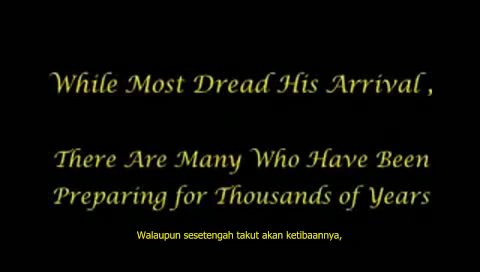 While Most Dread His Arrival ,
There Are Many Who Have Been
Preparing for Thousands of Years
Walaupun sesetengah takut akan ketibaannya,